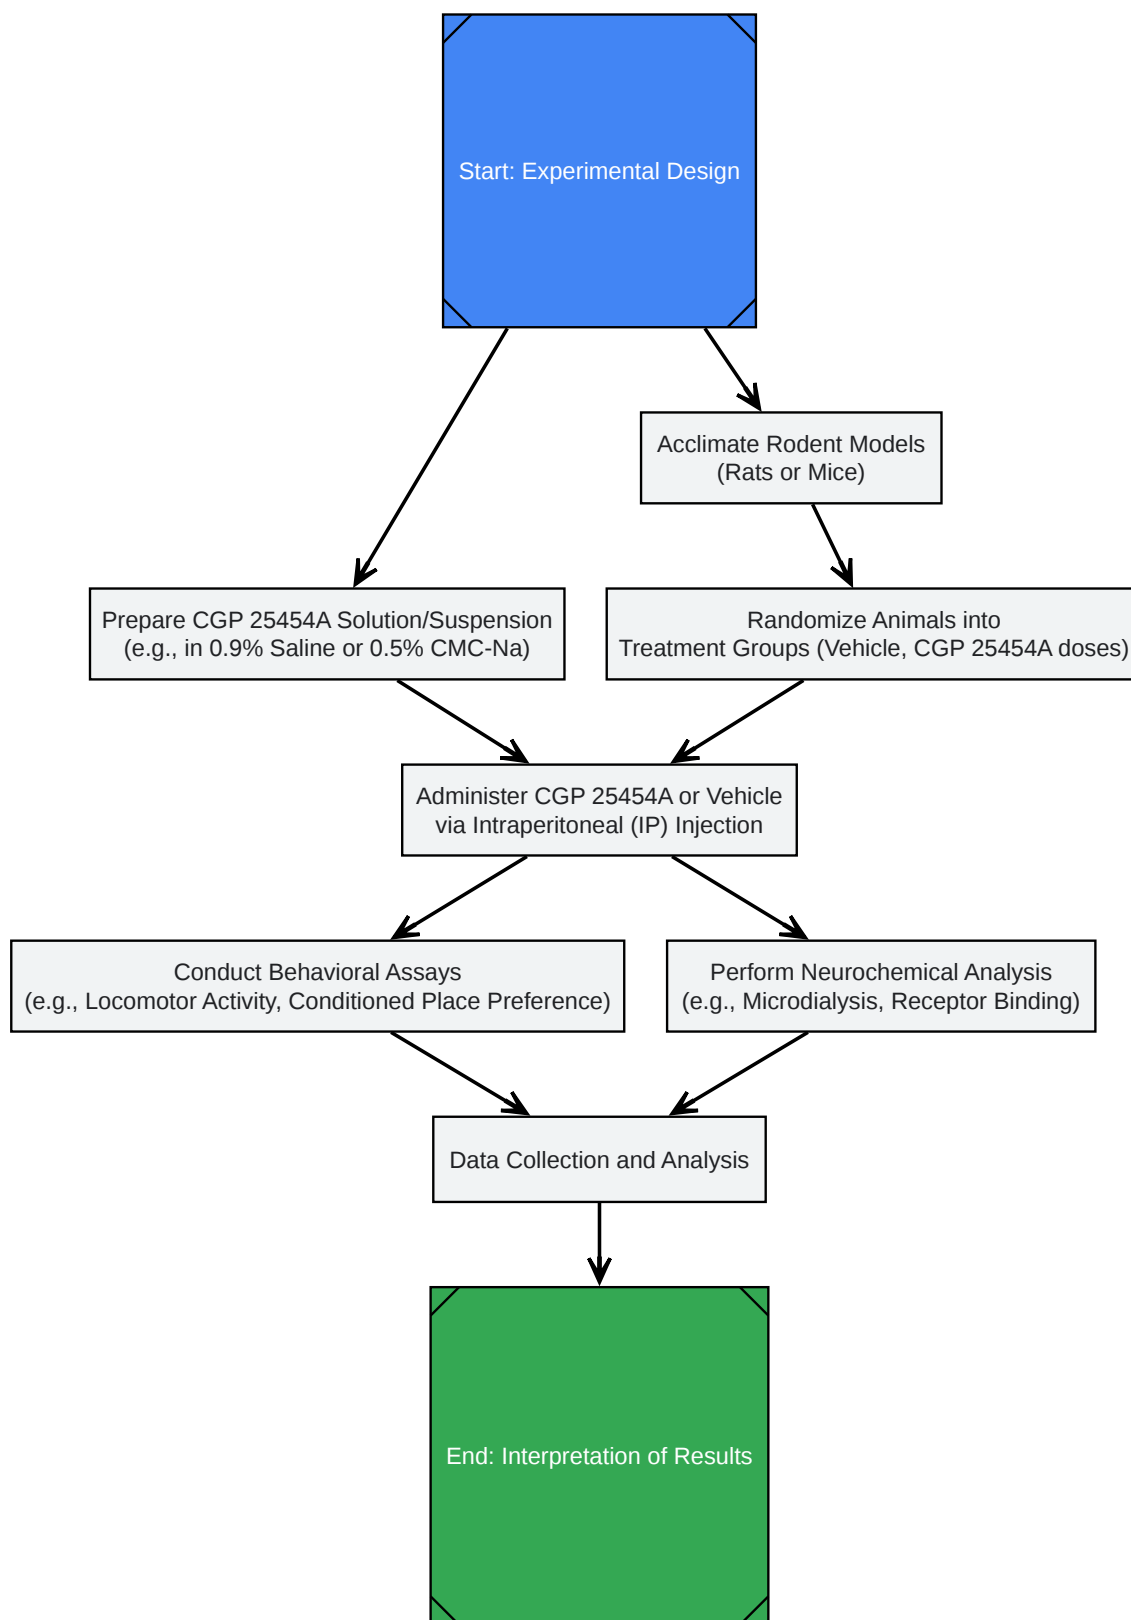 Start: Experimental Design
Acclimate Rodent Models
(Rats or Mice)
Prepare CGP 25454A Solution/Suspension
(e.g., in 0.9% Saline or 0.5% CMC-Na)
Randomize Animals into
Treatment Groups (Vehicle, CGP 25454A doses)
Administer CGP 25454A or Vehicle
via Intraperitoneal (IP) Injection
Conduct Behavioral Assays
(e.g., Locomotor Activity, Conditioned Place Preference)
Perform Neurochemical Analysis
(e.g., Microdialysis, Receptor Binding)
Data Collection and Analysis
End: Interpretation of Results